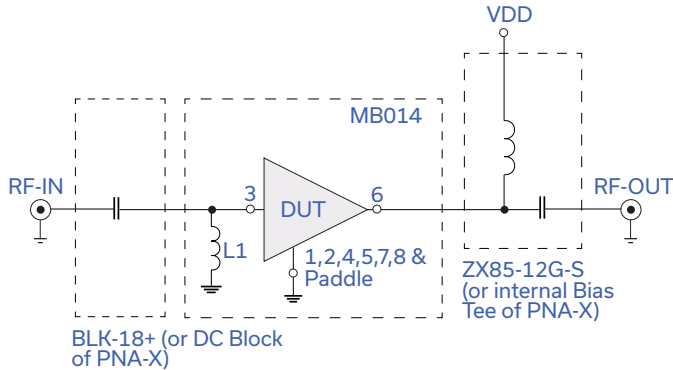 VDD
MB014
RF-IN
3
DUT
6
RF-OUT
L1
1,2,4,5,7,8 &
Paddle
ZX85-12G-S
(or internal Bias
Tee of PNA-X)
BLK-18+ (or DC Block
of PNA-X)